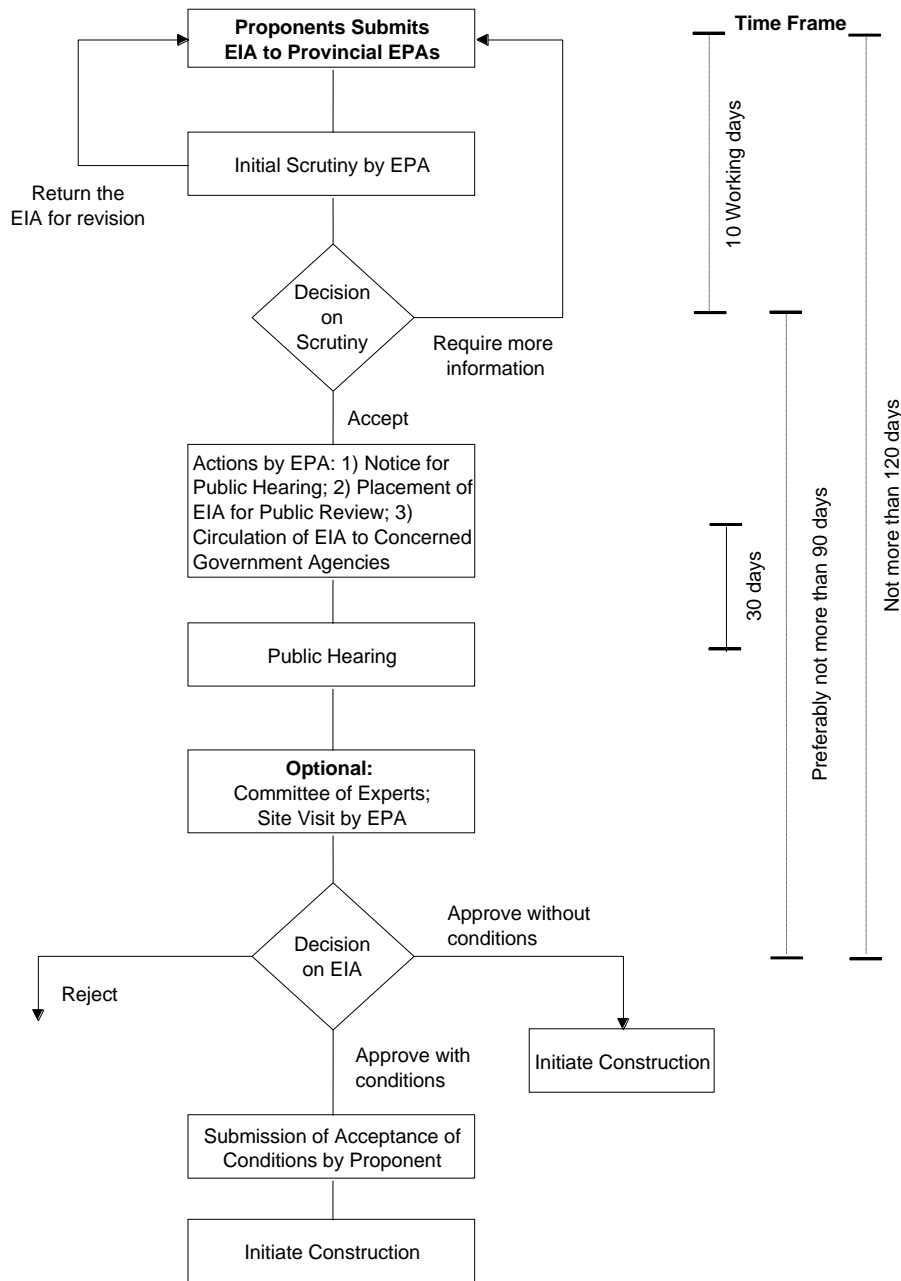 Proponents Submits
EIA to Provincial EPAs
Time Frame
Initial Scrutiny by EPA
Return the
EIA for revision
10 Working days
Decision
on
Scrutiny
Require more
information
Accept
Actions by EPA: 1) Notice for
Public Hearing; 2) Placement of
EIA for Public Review; 3)
Circulation of EIA to Concerned
Government Agencies
30 days
Preferably not more than 90 days
Not more than 120 days
Public Hearing
Optional:
Committee of Experts;
Site Visit by EPA
Decision
on EIA
Approve without
conditions
Reject
Initiate Construction
Approve with
conditions
Submission of Acceptance of
Conditions by Proponent
Initiate Construction